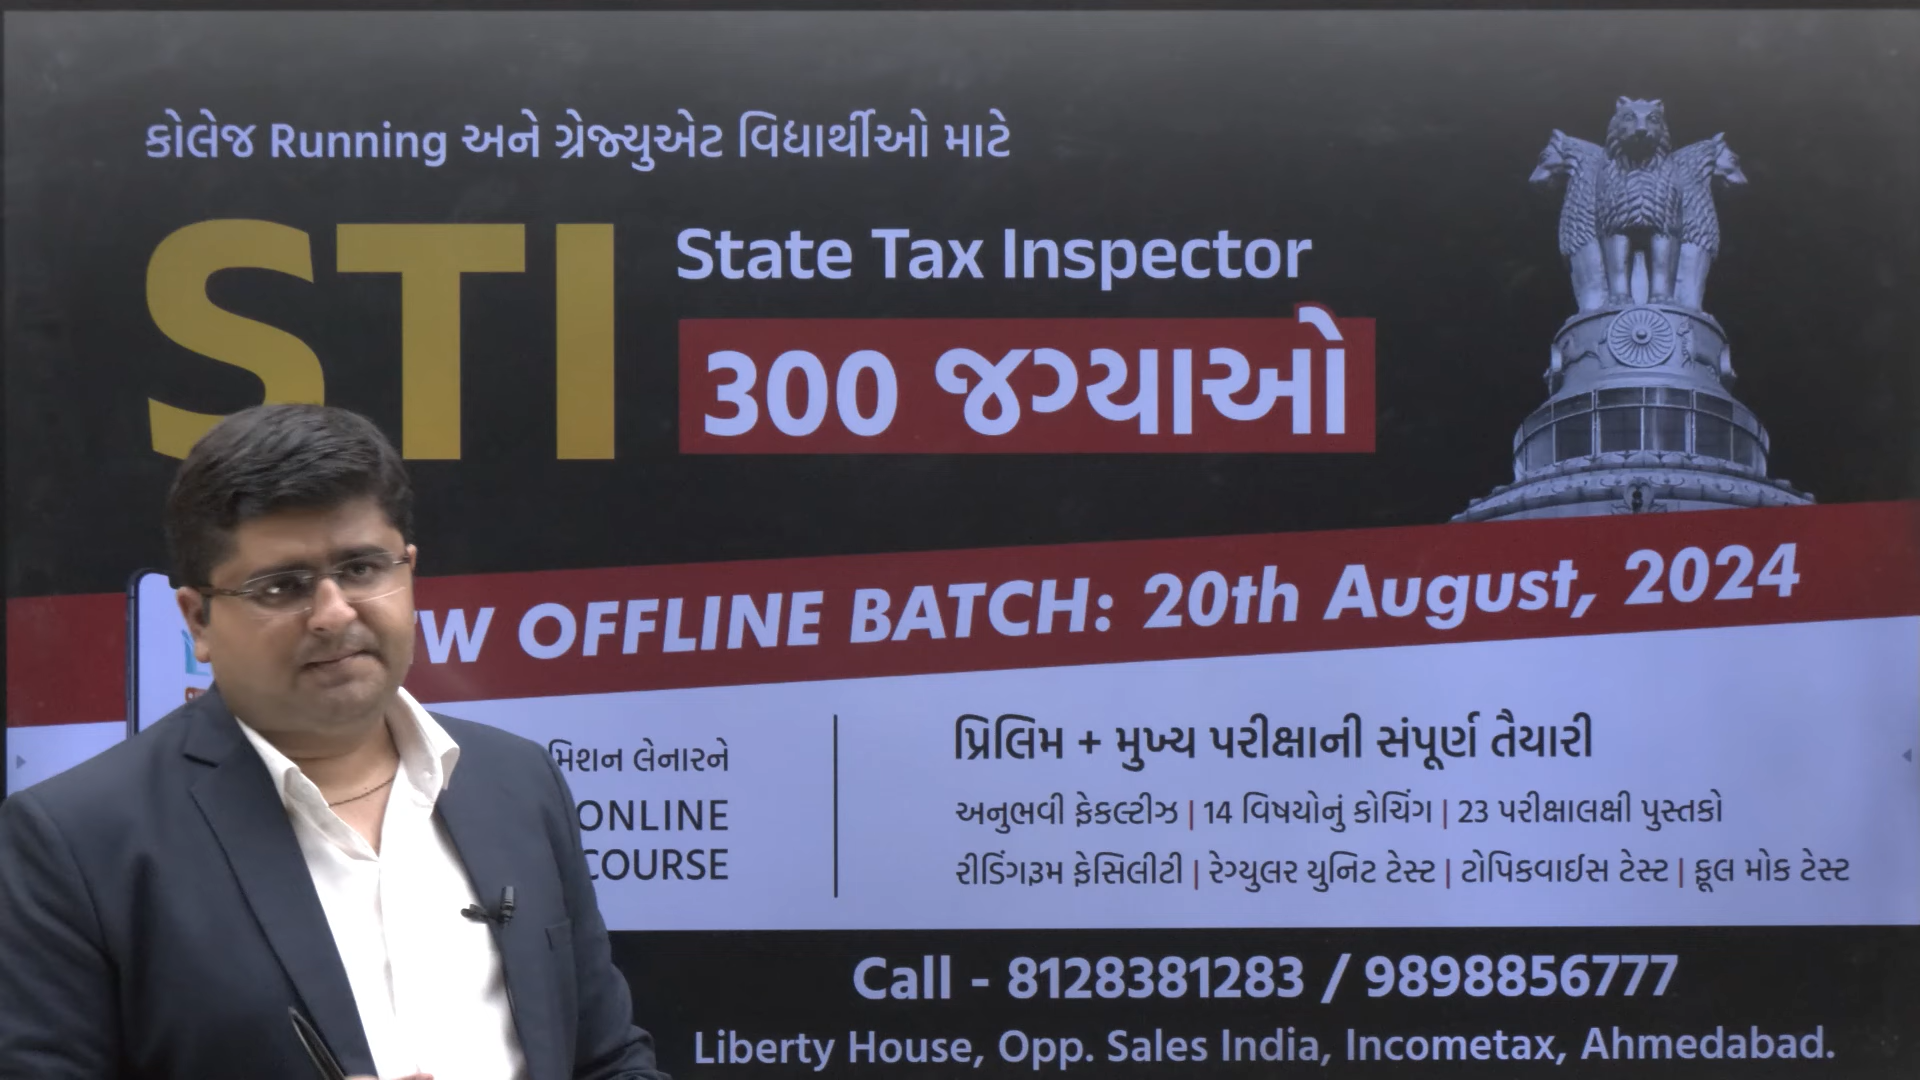 કોલેજ Running અને ગ્રેજ્યુએટ વિદ્યાર્થીઓ માટે
STI
State Tax Inspector
300 જગ્યાઓ
OFFLINE BATCH: 20th August, 2024
લેનારને
ONLINE
COURSE
પ્રિલિમ + મુખ્ય પરીક્ષાની સંપૂર્ણ તૈયારી
અનુભવી ફેકલ્ટીઝ | 14 વિષયોનું કોચિંગ | 23 પરીક્ષાલક્ષી પુસ્તકો
રીડિંગરૂમ ફેસિલીટી | રેગ્યુલર યુનિટ ટેસ્ટ | ટોપિકવાઈસ ટેસ્ટ | ફૂલ મોક ટેસ્ટ
Call - 8128381283 / 9898856777
Liberty House, Opp. Sales India, Incometax, Ahmedabad.